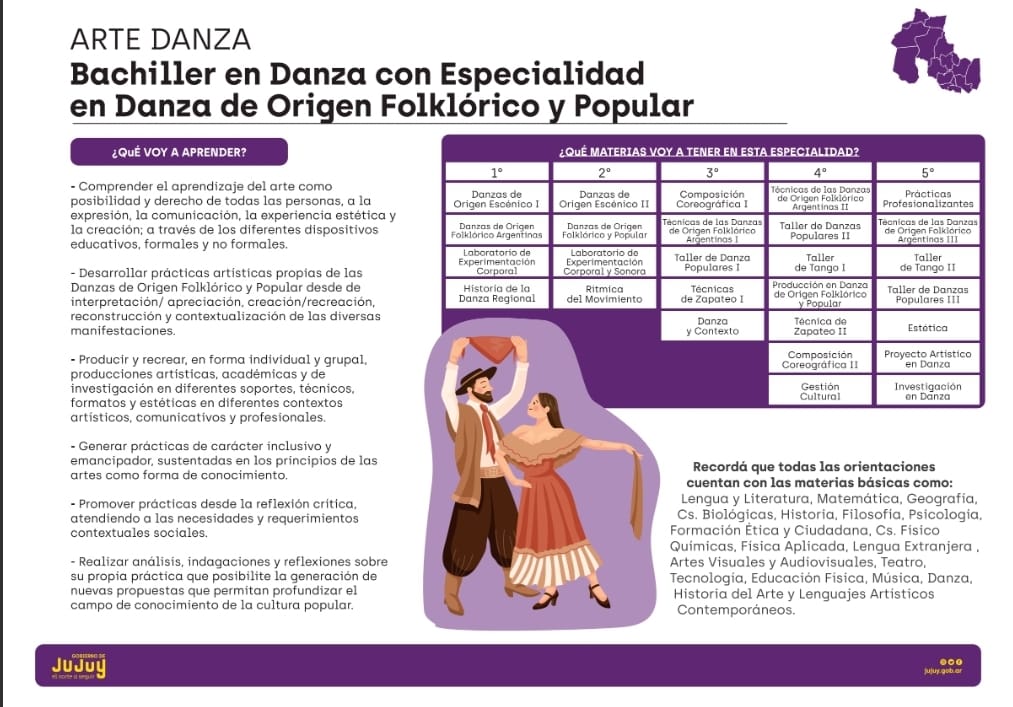 ARTE DANZA
Bachiller en Danza con Especialidad
en Danza de Origen Folklórico y Popular
¿QuÉ VOY A APRENDER?
- Comprender el aprendizaje del arte como
posibilidad y derecho de todas las personas, a la
expresión, la comunicación, la experiencia estética y
la creación; a través de los diferentes dispositivos
educativos, formales y no formales.
- Desarrollar prácticas artísticas propias de las
Danzas de Origen Folklórico y Popular desde de
interpretación/ apreciación, creación/recreación,
reconstrucción y contextualización de las diversas
manifestaciones.
- Producir y recrear, en forma individual y grupal,
producciones artísticas, académicas y de
investigación en diferentes soportes, técnicos,
formatos y estéticas en diferentes contextos
artísticos, comunicativos y profesionales.
- Generar prácticas de carácter inclusivo y
emancipador, sustentadas en los principios de las
artes como forma de conocimiento.
- Promover prácticas desde la reflexión crítica,
atendiendo a las necesidades y requerimientos
contextuales sociales.
- Realizar análisis, indagaciones y reflexiones sobre
su propia práctica que posibilite la generación de
nuevas propuestas que permitan profundizar el
campo de conocimiento de la cultura popular.
¿QuÉ MATERIAS VOY A TENER EN ESTA ESPECIALIDAD?
1°
Danzas de
Origen Escénico I
Danzas de Origen
Folklórico Argentinas
Laboratorio de
Experimentación
Corporal
Historia de la
Danza Regional
2°
Danzas de
Origen Escénico II
Danzas de Origen
Folklórico y Popular
Laboratorio de
Experimentación
Corporal y Sonora
Rítmica
del Movimiento
3°
Composición
Coreográfica I
Técnicas de las Danzas
de Origen Folklórico
Argentinas I
Taller de Danza
Populares I
Técnicas
de Zapateo I
Danza
y Contexto
4°
Técnicas de las Danzas
de Origen Folklórico
Argentinas II
Taller de Danzas
Populares II
Taller
de Tango I
Producción en Danza
de Origen Folklórico
y Popular
Técnica de
Zapateo II
Composición
Coreográfica II
Gestión
Cultural
5°
Prácticas
Profesionalizantes
Técnicas de las Danzas
de Origen Folklórico
Argentinas III
Taller
de Tango II
Taller de Danzas
Populares III
Estética
Proyecto Artístico
en Danza
Investigación
en Danza
Recordá que todas las orientaciones
cuentan con las materias básicas como:
Lengua y Literatura, Matemática, Geografía,
Cs. Biológicas, Historia, Filosofía, Psicología,
Formación Ética y Ciudadana, Cs. Físico
Químicas, Física Aplicada, Lengua Extranjera ,
Artes Visuales y Audiovisuales, Teatro,
Tecnología, Educación Física, Música, Danza,
Historia del Arte y Lenguajes Artísticos
Contemporáneos.
GOBIERNO DE
JuJuy
el norte a seguir
jujuy.gob.ar